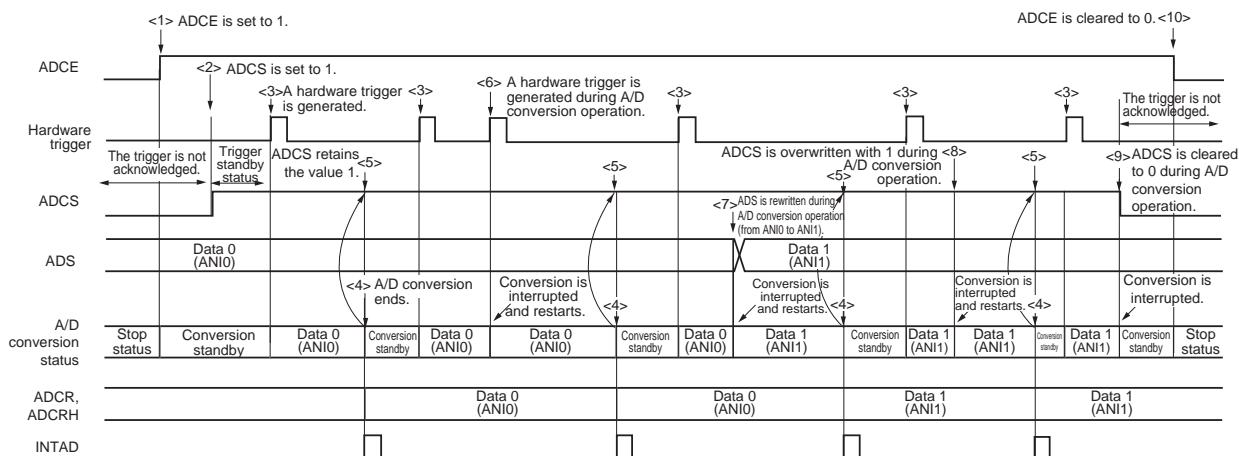 <1> ADCE is set to 1.
ADCE is cleared to 0. <10>
ADCE
<2> ADCS is set to 1.
<3> A hardware trigger
is generated.
<3>
<6> A hardware trigger is
generated during A/D
conversion operation.
<3>
<3>
<3>
The trigger is not
acknowledged.
Hardware
trigger
The trigger is not
acknowledged.
Trigger
standby
status
ADCS retains
the value 1.
<5>
<5>
ADCS is overwritten with 1 during
A/D conversion
operation.
<8>
<5>
<5>
<9> ADCS is cleared
to 0 during A/D
conversion
operation.
ADCS
<7> ADS is rewritten during
A/D conversion operation
(from ANI0 to ANI1).
ADS
Data 0
(ANI0)
Data 1
(ANI1)
<4> A/D conversion
ends.
Conversion is
interrupted
and restarts.
<4>
Conversion is
interrupted
and restarts.
<4>
Conversion is
interrupted
and restarts.
<4>
Conversion is
interrupted.
A/D
conversion
status
Stop
status
Conversion
standby
Data 0
(ANI0)
Conversion
standby
Data 0
(ANI0)
Data 0
(ANI0)
Conversion
standby
Data 0
(ANI0)
Data 1
(ANI1)
Conversion
standby
Data 1
(ANI1)
Data 1
(ANI1)
Conversion
standby
Data 1
(ANI1)
Conversion
standby
Stop
status
ADCR,
ADCRH
Data 0
(ANI0)
Data 0
(ANI0)
Data 1
(ANI1)
Data 1
(ANI1)
INTAD